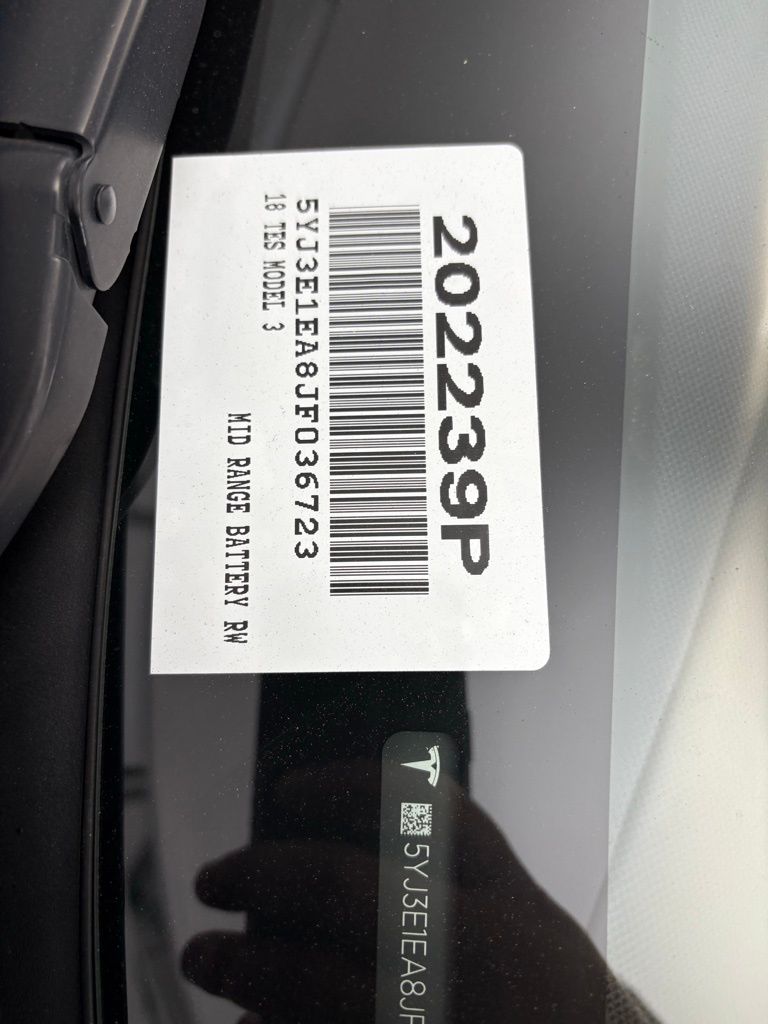 202239P
5YJ3E1EA8JF036723
18 TES MODEL 3
MID RANGE BATTERY RW
5YJ3E1EA8JF